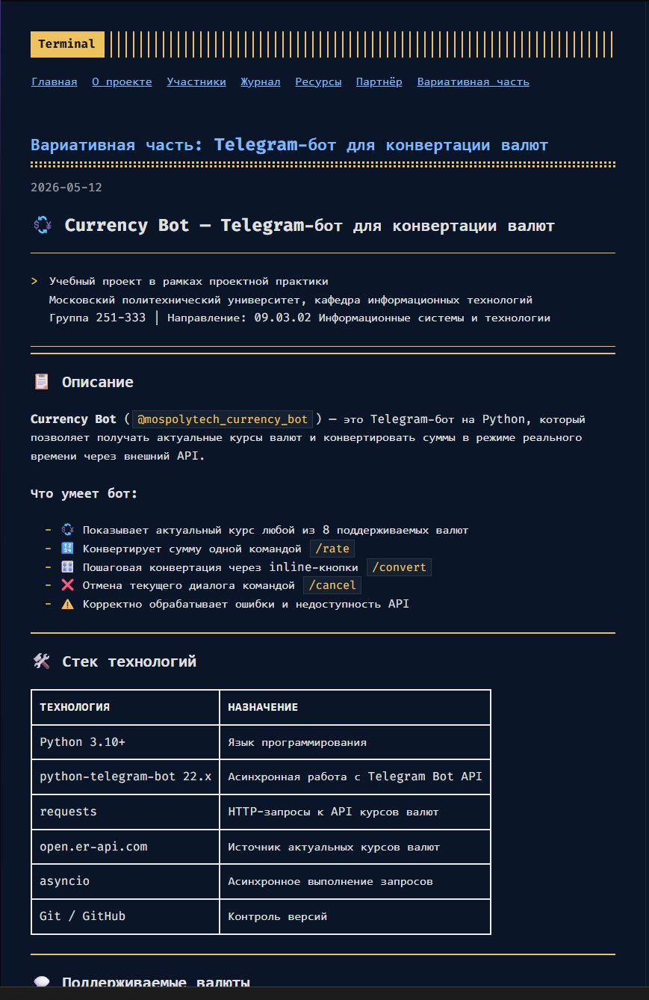 Terminal
Главная О проекте Участники Журнал Ресурсы Партнёр Вариативная часть
Вариативная часть: Telegram-бот для конвертации валют
2026-05-12
Currency Bot — Telegram-бот для конвертации валют
> Учебный проект в рамках проектной практики
Московский политехнический университет, кафедра информационных технологий
Группа 251-333 | Направление: 09.03.02 Информационные системы и технологии
Описание
Currency Bot ( @mospolytech_currency_bot ) — это Telegram-бот на Python, который
позволяет получать актуальные курсы валют и конвертировать суммы в режиме реального
времени через внешний API.
Что умеет бот:
- Показывает актуальный курс любой из 8 поддерживаемых валют
- Конвертирует сумму одной командой /rate
- Пошаговая конвертация через inline-кнопки /convert
- Отмена текущего диалога командой /cancel
- Корректно обрабатывает ошибки и недоступность API
Стек технологий
ТЕХНОЛОГИЯ НАЗНАЧЕНИЕ
Python 3.10+ Язык программирования
python-telegram-bot 22.x Асинхронная работа с Telegram Bot API
requests HTTP-запросы к API курсов валют
open.er-api.com Источник актуальных курсов валют
asyncio Асинхронное выполнение запросов
Git / GitHub Контроль версий
Поддерживаемые валюты